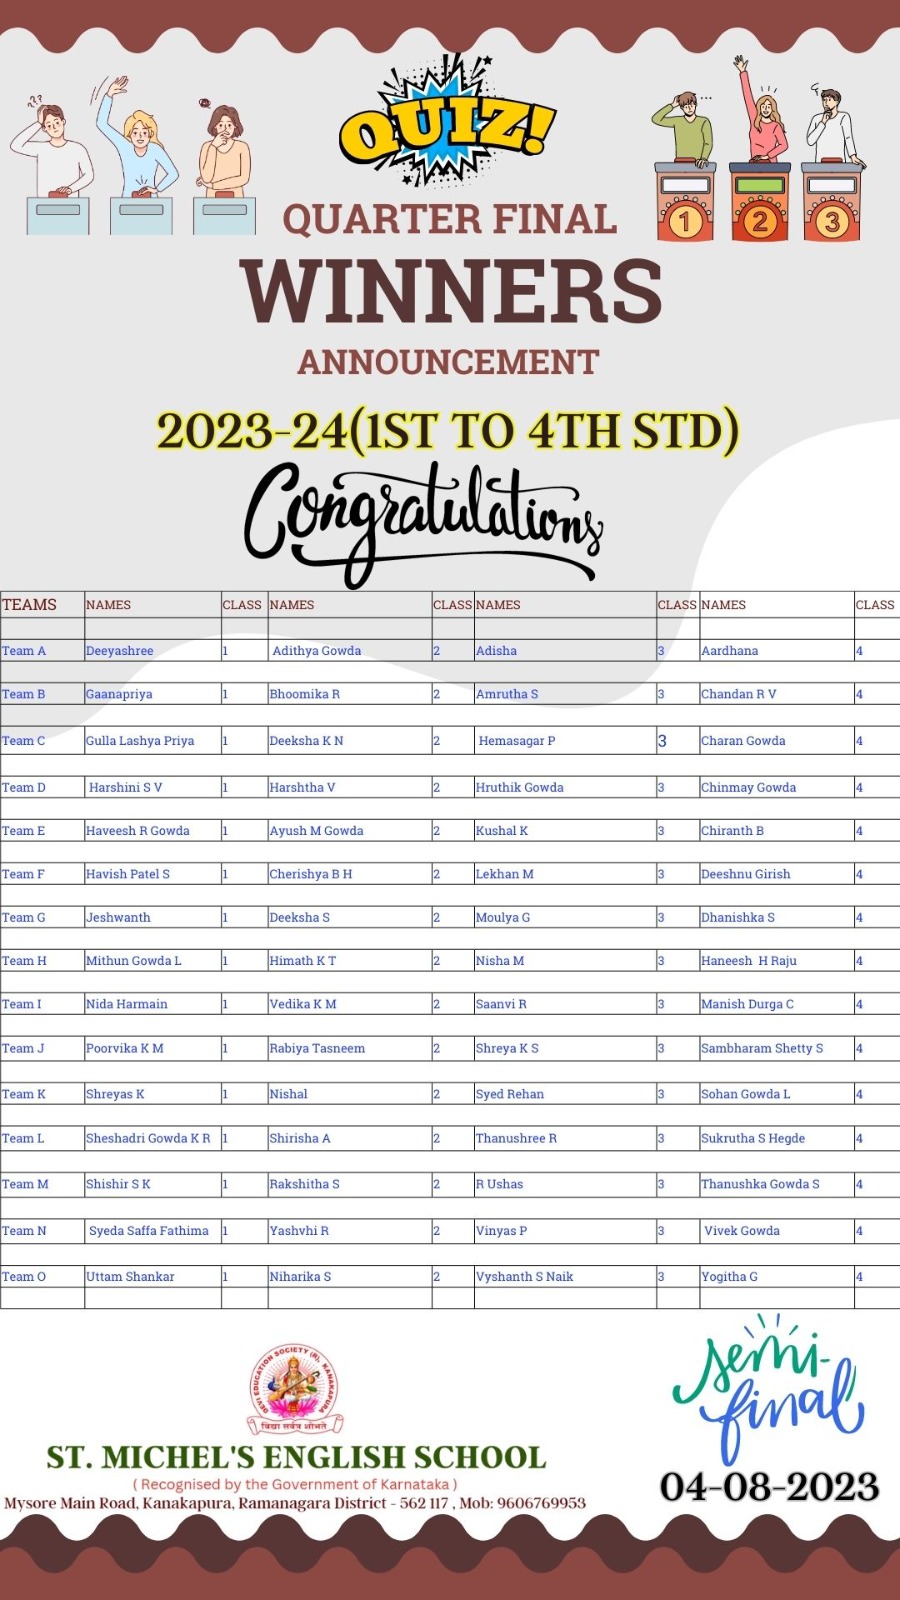 QUIZ!
QUARTER FINAL
WINNERS
ANNOUNCEMENT
2023-24(1ST TO 4TH STD)
Congratulations
1 2 3
TEAMS NAMES CLASS NAMES CLASS NAMES CLASS NAMES CLASS
Team A Deeyashree 1 Adithya Gowda 2 Adisha 3 Aardhana 4
Team B Gaanapriya 1 Bhoomika R 2 Amrutha S 3 Chandan R V 4
Team C Gulla Lashya Priya 1 Deeksha K N 2 Hemasagar P 3 Charan Gowda 4
Team D Harshini S V 1 Harshtha V 2 Hruthik Gowda 3 Chinmay Gowda 4
Team E Haveesh R Gowda 1 Ayush M Gowda 2 Kushal K 3 Chiranth B 4
Team F Havish Patel S 1 Cherishya B H 2 Lekhan M 3 Deeshnu Girish 4
Team G Jeshwanth 1 Deeksha S 2 Moulya G 3 Dhanishka S 4
Team H Mithun Gowda L 1 Himath K T 2 Nisha M 3 Haneesh H Raju 4
Team I Nida Harmain 1 Vedika K M 2 Saanvi R 3 Manish Durga C 4
Team J Poorvika K M 1 Rabiya Tasneem 2 Shreya K S 3 Sambharam Shetty S 4
Team K Shreyas K 1 Nishal 2 Syed Rehan 3 Sohan Gowda L 4
Team L Sheshadri Gowda K R 1 Shirisha A 2 Thanushree R 3 Sukrutha S Hegde 4
Team M Shishir S K 1 Rakshitha S 2 R Ushas 3 Thanushka Gowda S 4
Team N Syeda Saffa Fathima 1 Yashvhi R 2 Vinyas P 3 Vivek Gowda 4
Team O Uttam Shankar 1 Niharika S 2 Vyshanth S Naik 3 Yogitha G 4
DEVI EDUCATION SOCIETY (R), KANAKAPURA
विद्या सर्वत्र शोभते
ST. MICHEL'S ENGLISH SCHOOL
( Recognised by the Government of Karnataka )
Mysore Main Road, Kanakapura, Ramanagara District - 562 117 , Mob: 9606769953
semi-
final
04-08-2023